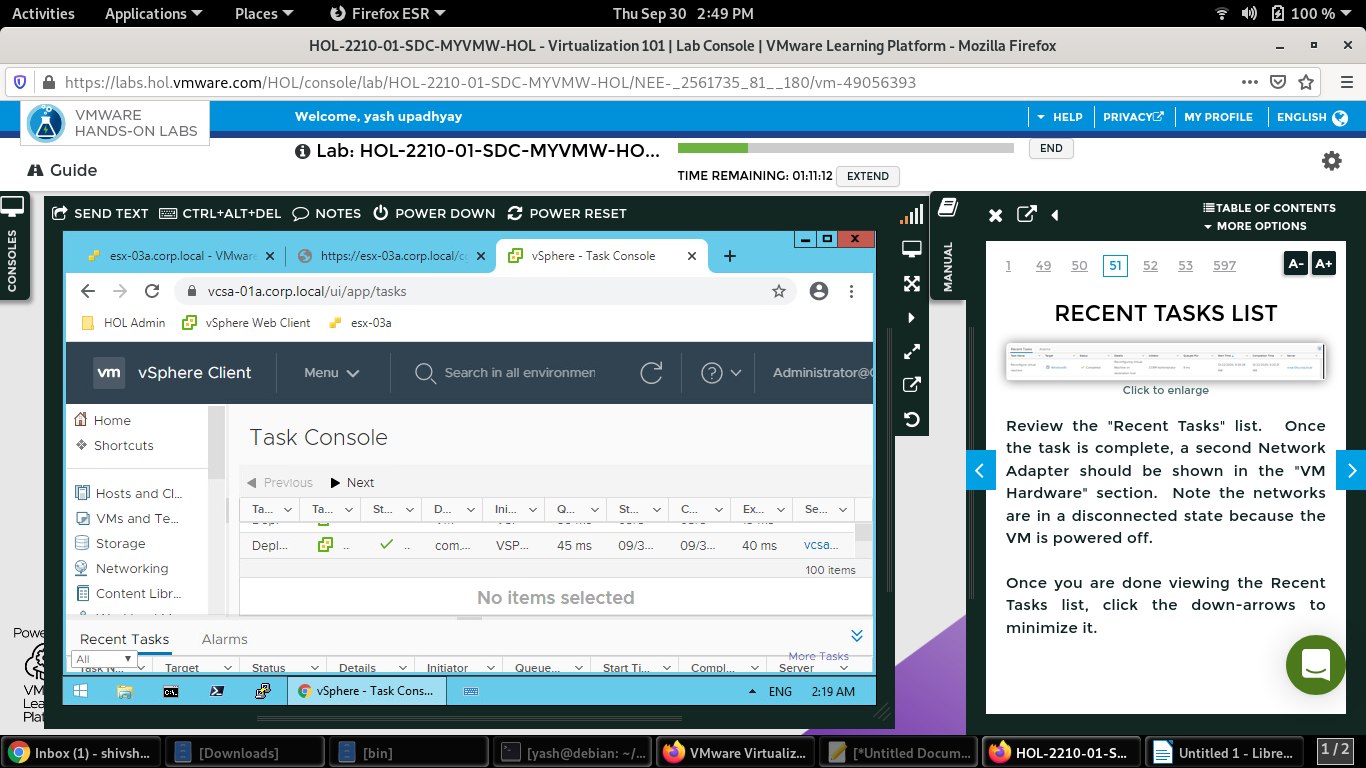 Activities Applications Places Firefox ESR Thu Sep 30 2:49 PM 100 %
HOL-2210-01-SDC-MYVMW-HOL - Virtualization 101 | Lab Console | VMware Learning Platform - Mozilla Firefox
https://labs.hol.vmware.com/HOL/console/lab/HOL-2210-01-SDC-MYVMW-HOL/NEE-_2561735_81__180/vm-49056393
VMWARE
HANDS-ON LABS
Welcome, yash upadhyay
HELP PRIVACY MY PROFILE ENGLISH
Lab: HOL-2210-01-SDC-MYVMW-HO...
END
TIME REMAINING: 01:11:12 EXTEND
Guide
CONSOLES
SEND TEXT CTRL+ALT+DEL NOTES POWER DOWN POWER RESET
esx-03a.corp.local - VMware
https://esx-03a.corp.local/
vSphere - Task Console
vcsa-01a.corp.local/ui/app/tasks
HOL Admin vSphere Web Client esx-03a
vm vSphere Client Menu Search in all environmen Administrator@
Home
Shortcuts
Hosts and Cl...
VMs and Te...
Storage
Networking
Content Libr...
Task Console
Previous Next
Ta... Ta... St... D... Ini... Q... St... C... Ex... Se...
Depl... .. .. com... VSP... 45 ms 09/3... 09/3... 40 ms vcsa...
100 items
No items selected
Recent Tasks Alarms
All
More Tasks
Task N... Target Status Details Initiator Queue... Start Ti... Compl... Server
vSphere - Task Cons... ENG 2:19 AM
MANUAL
TABLE OF CONTENTS
MORE OPTIONS
1 49 50 51 52 53 597 A- A+
RECENT TASKS LIST
Click to enlarge
Review the "Recent Tasks" list. Once
the task is complete, a second Network
Adapter should be shown in the "VM
Hardware" section. Note the networks
are in a disconnected state because the
VM is powered off.
Once you are done viewing the Recent
Tasks list, click the down-arrows to
minimize it.
Inbox (1) - shivsh... [Downloads] [bin] [yash@debian: ~/... VMware Virtualiz... [*Untitled Docum... HOL-2210-01-S... Untitled 1 - Libre... 1 / 2